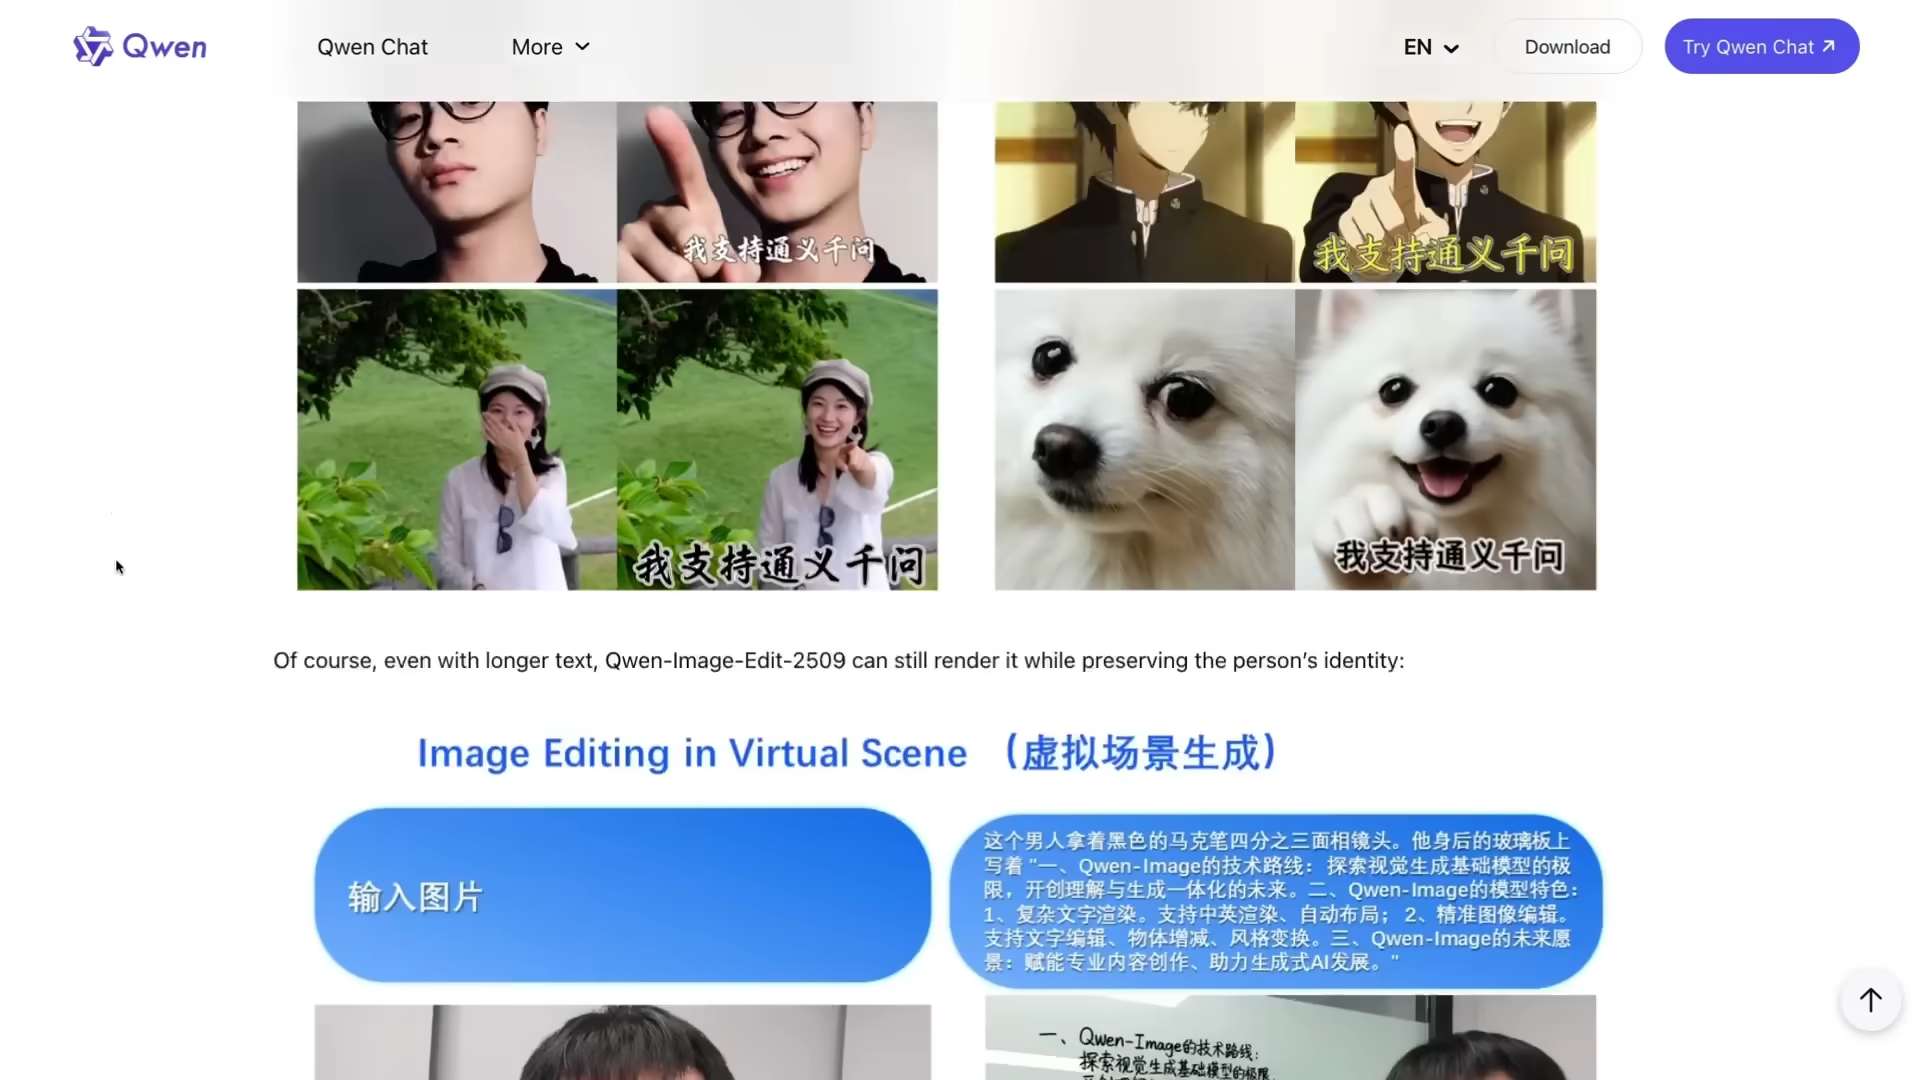 Qwen
Qwen Chat
More
EN
Download
Try Qwen Chat
我支持通义千问
我支持通义千问
我支持通义千问
我支持通义千问
Of course, even with longer text, Qwen-Image-Edit-2509 can still render it while preserving the person’s identity:
Image Editing in Virtual Scene （虚拟场景生成）
输入图片
这个男人拿着黑色的马克笔四分之三面相镜头。他身后的玻璃板上
写着 "一、Qwen-Image的技术路线： 探索视觉生成基础模型的极
限，开创理解与生成一体化的未来。二、Qwen-Image的模型特色：
1、复杂文字渲染。支持中英渲染、自动布局； 2、精准图像编辑。
支持文字编辑、物体增减、风格变换。三、Qwen-Image的未来愿
景：赋能专业内容创作、助力生成式AI发展。"
一、Qwen-Image的技术路线：
探索视觉生成基础模型的极限，